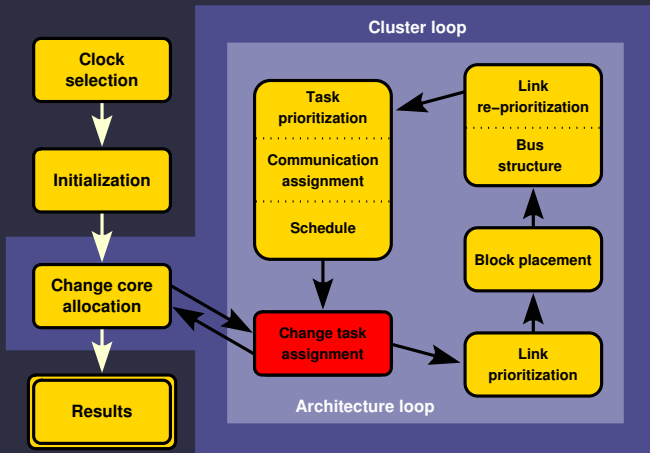 Cluster loop
Clock
selection
Initialization
Change core
allocation
Results
Task
prioritization
Communication
assignment
Schedule
Change task
assignment
Link
re−prioritization
Bus
structure
Block placement
Link
prioritization
Architecture loop